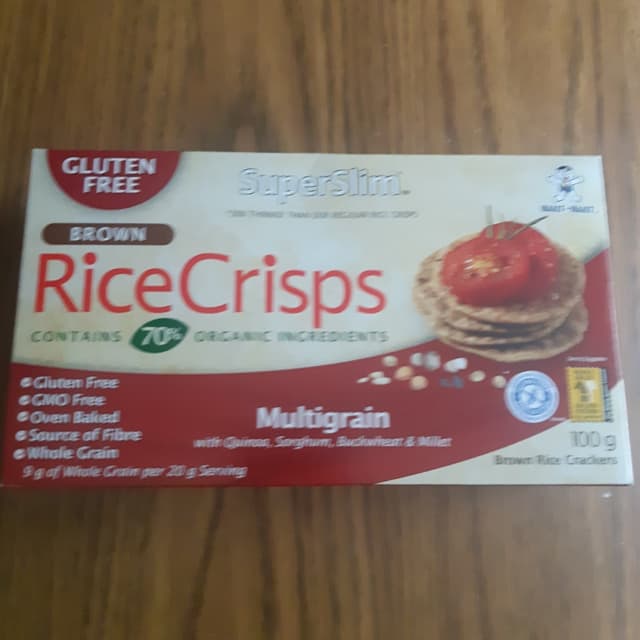 GLUTEN
FREE
SuperSlim™
BROWN
RiceCrisps
CONTAINS 70% ORGANIC INGREDIENTS
Gluten Free
GMO Free
Oven Baked
Source of Fibre
Whole Grain
9 g of Whole Grain per 20 g Serving
Multigrain
with Quinoa, Sorghum, Buckwheat & Millet
100 g
Brown Rice Crackers